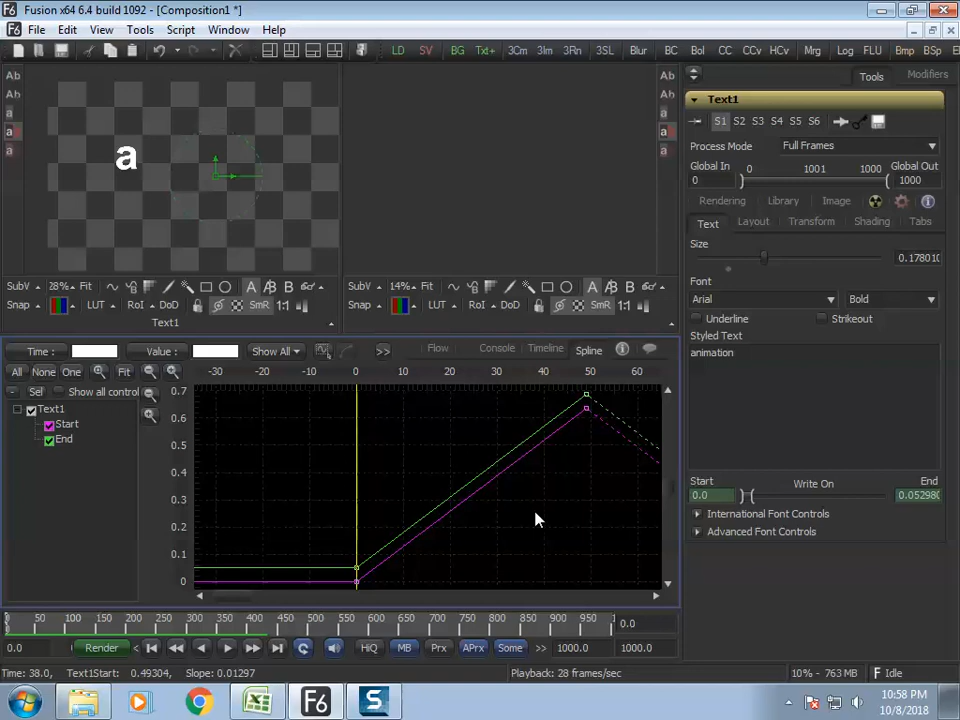 Fusion x64 6.4 build 1092 - [Composition1 *]
File Edit View Tools Script Window Help
LD SV BG Txt+ 3Cm 3Im 3Rn 3SL Blur BC Bol CC CCv HCv Mrg Log FLU Bmp BSp
Ab
Ab
a
a
a
a
Ab
Ab
a
a
a
SubV 28% Fit
Snap LUT RoI DoD SmR 1:1
Text1
SubV 14% Fit
Snap LUT RoI DoD SmR 1:1
Tools Modifiers
Text1
S1 S2 S3 S4 S5 S6
Process Mode Full Frames
Global In 0 1001 1000 Global Out
0 1000
Rendering Library Image
Text Layout Transform Shading Tabs
Size
0.178010
Font
Arial Bold
Underline Strikeout
Styled Text
animation
Start Write On End
0.0 0.052980
International Font Controls
Advanced Font Controls
Time : Value : Show All >> Flow Console Timeline Spline
All None One Fit -30 -20 -10 0 10 20 30 40 50 60
Sel Show all control
Text1
Start
End
0.7
0.6
0.5
0.4
0.3
0.2
0.1
0
0 50 100 150 200 250 300 350 400 450 500 550 600 650 700 750 800 850 900 950 0.0
0.0 Render HiQ MB Prx APrx Some >> 1000.0 1000.0
Time: 38.0, Text1Start: 0.49304, Slope: 0.01297 Playback: 28 frames/sec 10% - 763 MB Idle
10:58 PM
10/8/2018